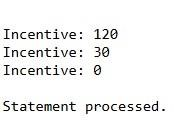 Incentive: 120
Incentive: 30
Incentive: 0
Statement processed.